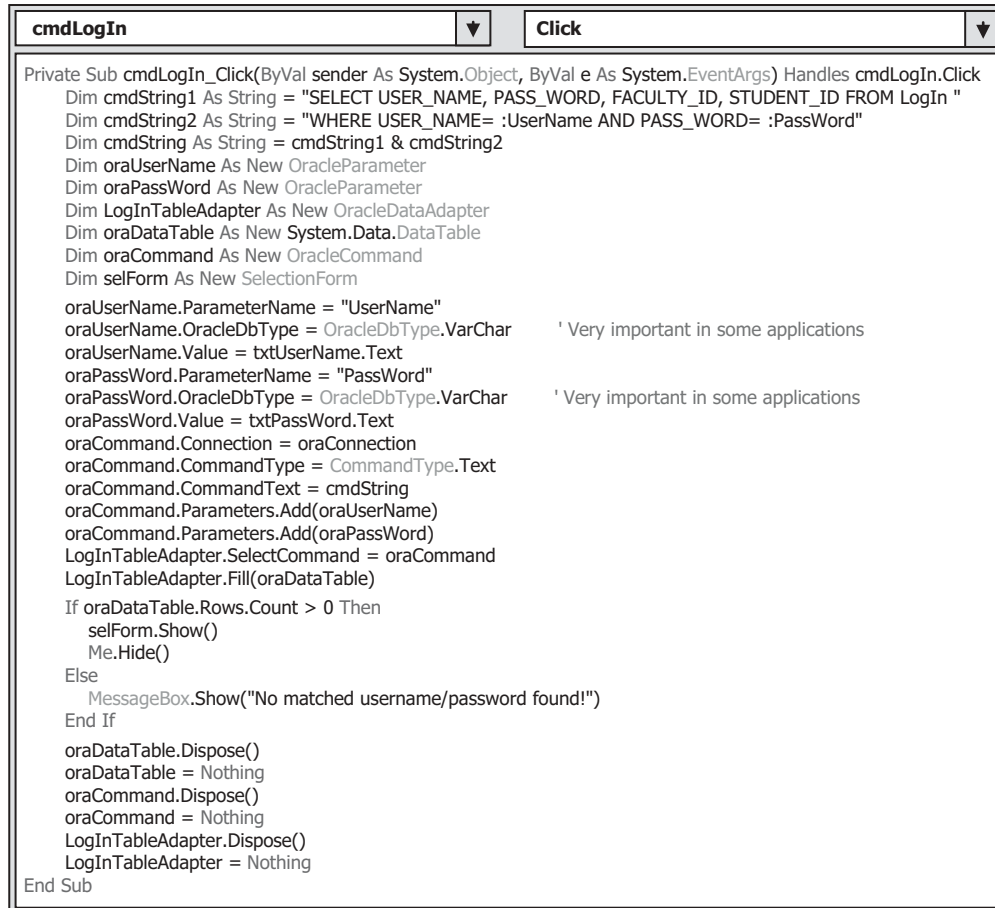 cmdLogIn
Click
Private Sub cmdLogIn_Click(ByVal sender As System.Object, ByVal e As System.EventArgs) Handles cmdLogIn.Click
Dim cmdString1 As String = "SELECT USER_NAME, PASS_WORD, FACULTY_ID, STUDENT_ID FROM LogIn "
Dim cmdString2 As String = "WHERE USER_NAME= :UserName AND PASS_WORD= :PassWord"
Dim cmdString As String = cmdString1 & cmdString2
Dim oraUserName As New OracleParameter
Dim oraPassWord As New OracleParameter
Dim LogInTableAdapter As New OracleDataAdapter
Dim oraDataTable As New System.Data.DataTable
Dim oraCommand As New OracleCommand
Dim selForm As New SelectionForm
oraUserName.ParameterName = "UserName"
oraUserName.OracleDbType = OracleDbType.VarChar ' Very important in some applications
oraUserName.Value = txtUserName.Text
oraPassWord.ParameterName = "PassWord"
oraPassWord.OracleDbType = OracleDbType.VarChar ' Very important in some applications
oraPassWord.Value = txtPassWord.Text
oraCommand.Connection = oraConnection
oraCommand.CommandType = CommandType.Text
oraCommand.CommandText = cmdString
oraCommand.Parameters.Add(oraUserName)
oraCommand.Parameters.Add(oraPassWord)
LogInTableAdapter.SelectCommand = oraCommand
LogInTableAdapter.Fill(oraDataTable)
If oraDataTable.Rows.Count > 0 Then
selForm.Show()
Me.Hide()
Else
MessageBox.Show("No matched username/password found!")
End If
oraDataTable.Dispose()
oraDataTable = Nothing
oraCommand.Dispose()
oraCommand = Nothing
LogInTableAdapter.Dispose()
LogInTableAdapter = Nothing
End Sub